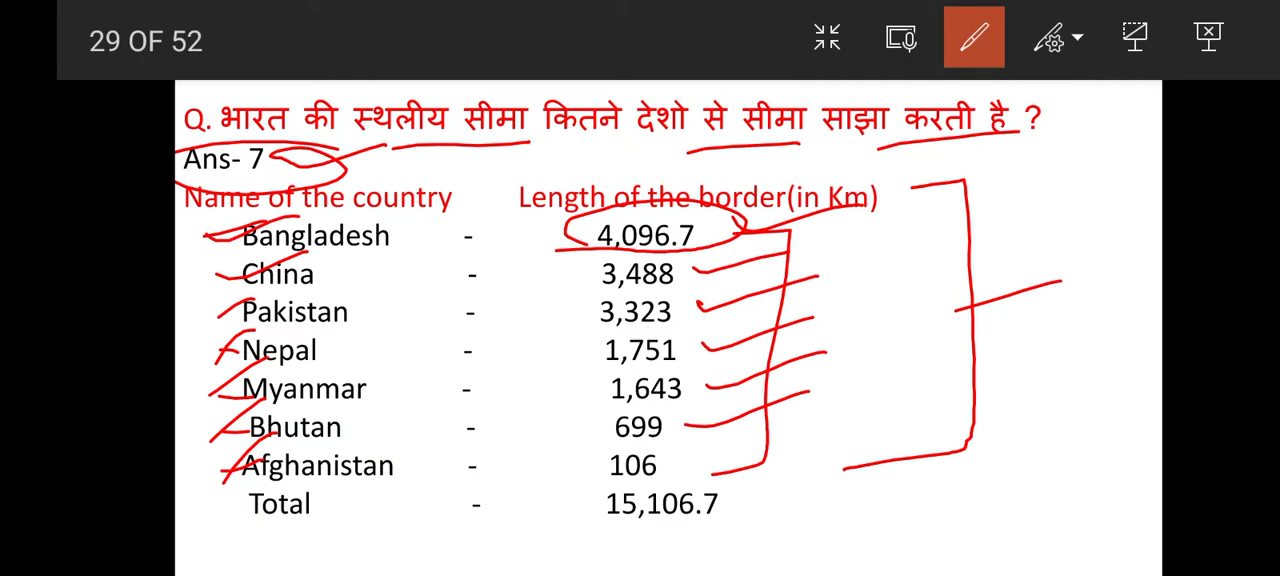 29 OF 52
Q. भारत की स्थलीय सीमा कितने देशो से सीमा साझा करती है ?
Ans- 7
Name of the country Length of the border(in Km)
Bangladesh - 4,096.7
China - 3,488
Pakistan - 3,323
Nepal - 1,751
Myanmar - 1,643
Bhutan - 699
Afghanistan - 106
Total - 15,106.7